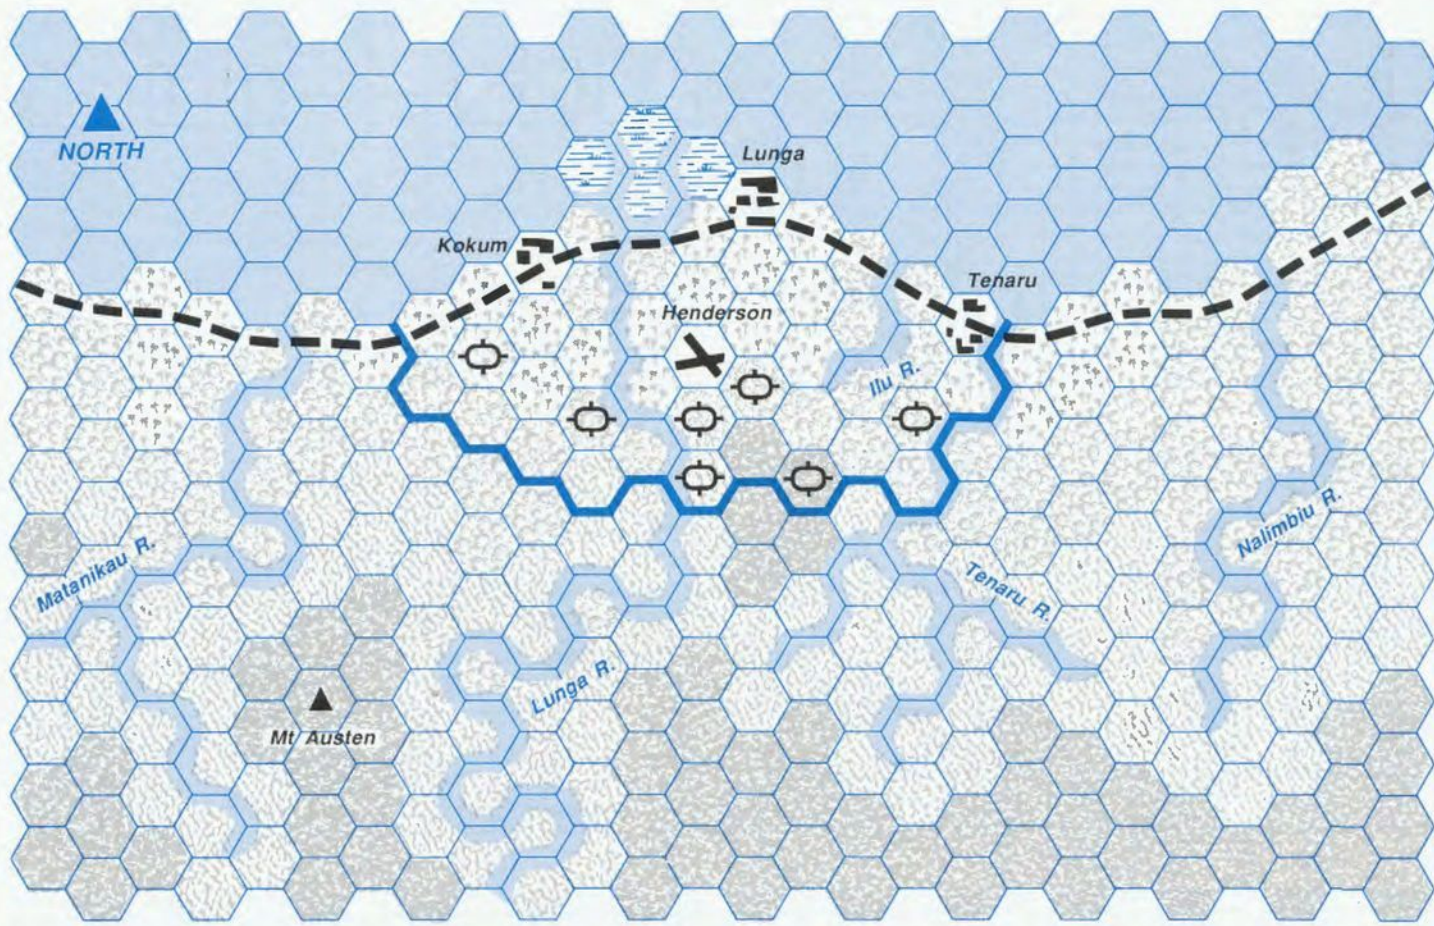 NORTH
Lunga
Kokum
Tenaru
Henderson
Ilu R.
Nalimbiu R.
Matanikau R.
Tenaru R.
Lunga R.
Mt Austen